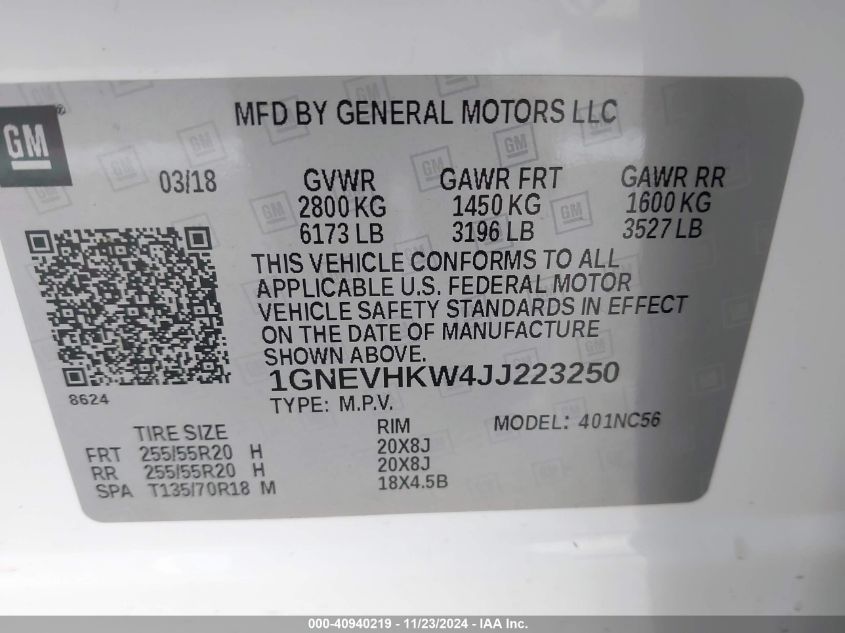 GM ®
MFD BY GENERAL MOTORS LLC
03/18 GVWR GAWR FRT GAWR RR
2800 KG 1450 KG 1600 KG
6173 LB 3196 LB 3527 LB
THIS VEHICLE CONFORMS TO ALL
APPLICABLE U.S. FEDERAL MOTOR
VEHICLE SAFETY STANDARDS IN EFFECT
ON THE DATE OF MANUFACTURE
SHOWN ABOVE.
1GNEVHKW4JJ223250
8624
TYPE: M.P.V. MODEL: 401NC56
TIRE SIZE RIM
FRT 255/55R20 H 20X8J
RR 255/55R20 H 20X8J
SPA T135/70R18 M 18X4.5B
000-40940219 - 11/23/2024 - IAA Inc.